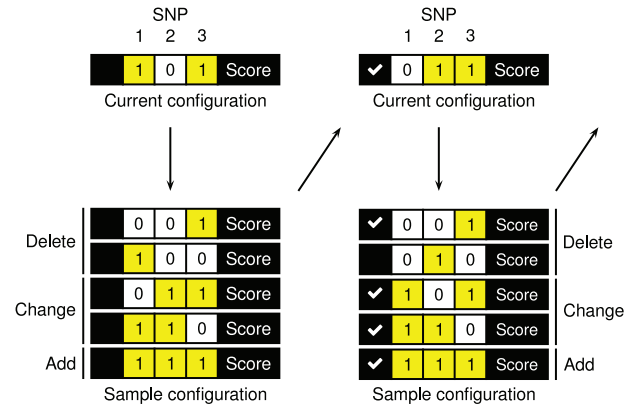 SNP
1 2 3
1 0 1 Score
Current configuration
Delete
0 0 1 Score
1 0 0 Score
Change
0 1 1 Score
1 1 0 Score
Add
1 1 1 Score
Sample configuration
SNP
1 2 3
✓ 0 1 1 Score
Current configuration
✓ 0 0 1 Score
0 1 0 Score
Delete
✓ 1 0 1 Score
✓ 1 1 0 Score
Change
✓ 1 1 1 Score
Add
Sample configuration